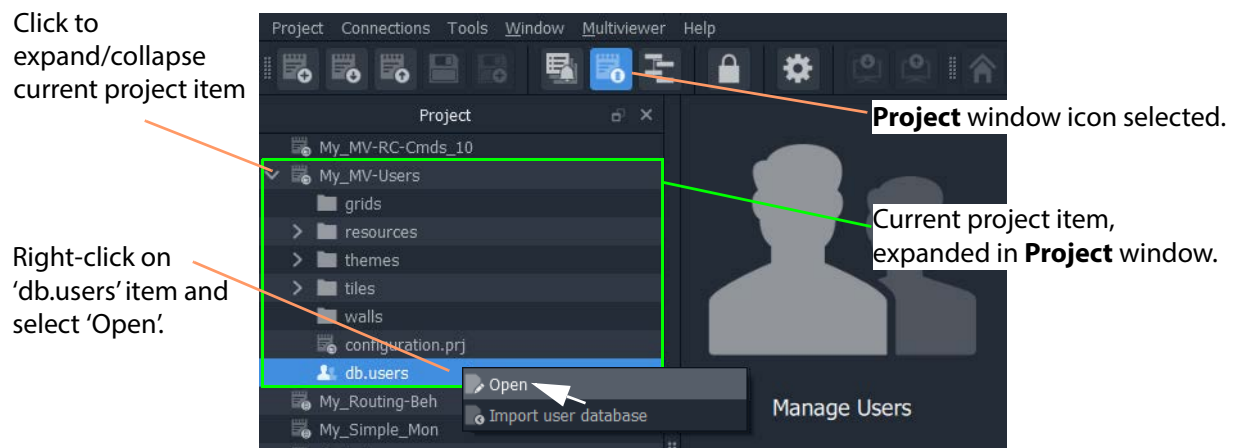 Click to
expand/collapse
current project item
Project Connections Tools Window Multiviewer Help
Project
Project window icon selected.
My_MV-RC-Cmds_10
My_MV-Users
grids
resources
themes
tiles
walls
configuration.prj
db.users
My_Routing-Beh
My_Simple_Mon
Current project item,
expanded in Project window.
Right-click on
‘db.users’ item and
select ‘Open’.
Open
Import user database
Manage Users